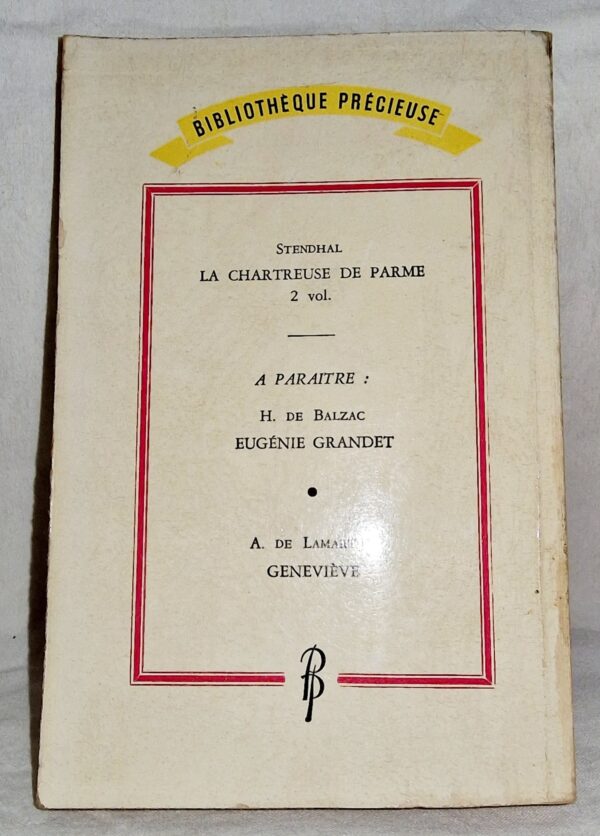 BIBLIOTHÈQUE PRÉCIEUSE
STENDHAL
LA CHARTREUSE DE PARME
2 vol.
A PARAITRE :
H. DE BALZAC
EUGÉNIE GRANDET
A. DE
GENEVIÈVE